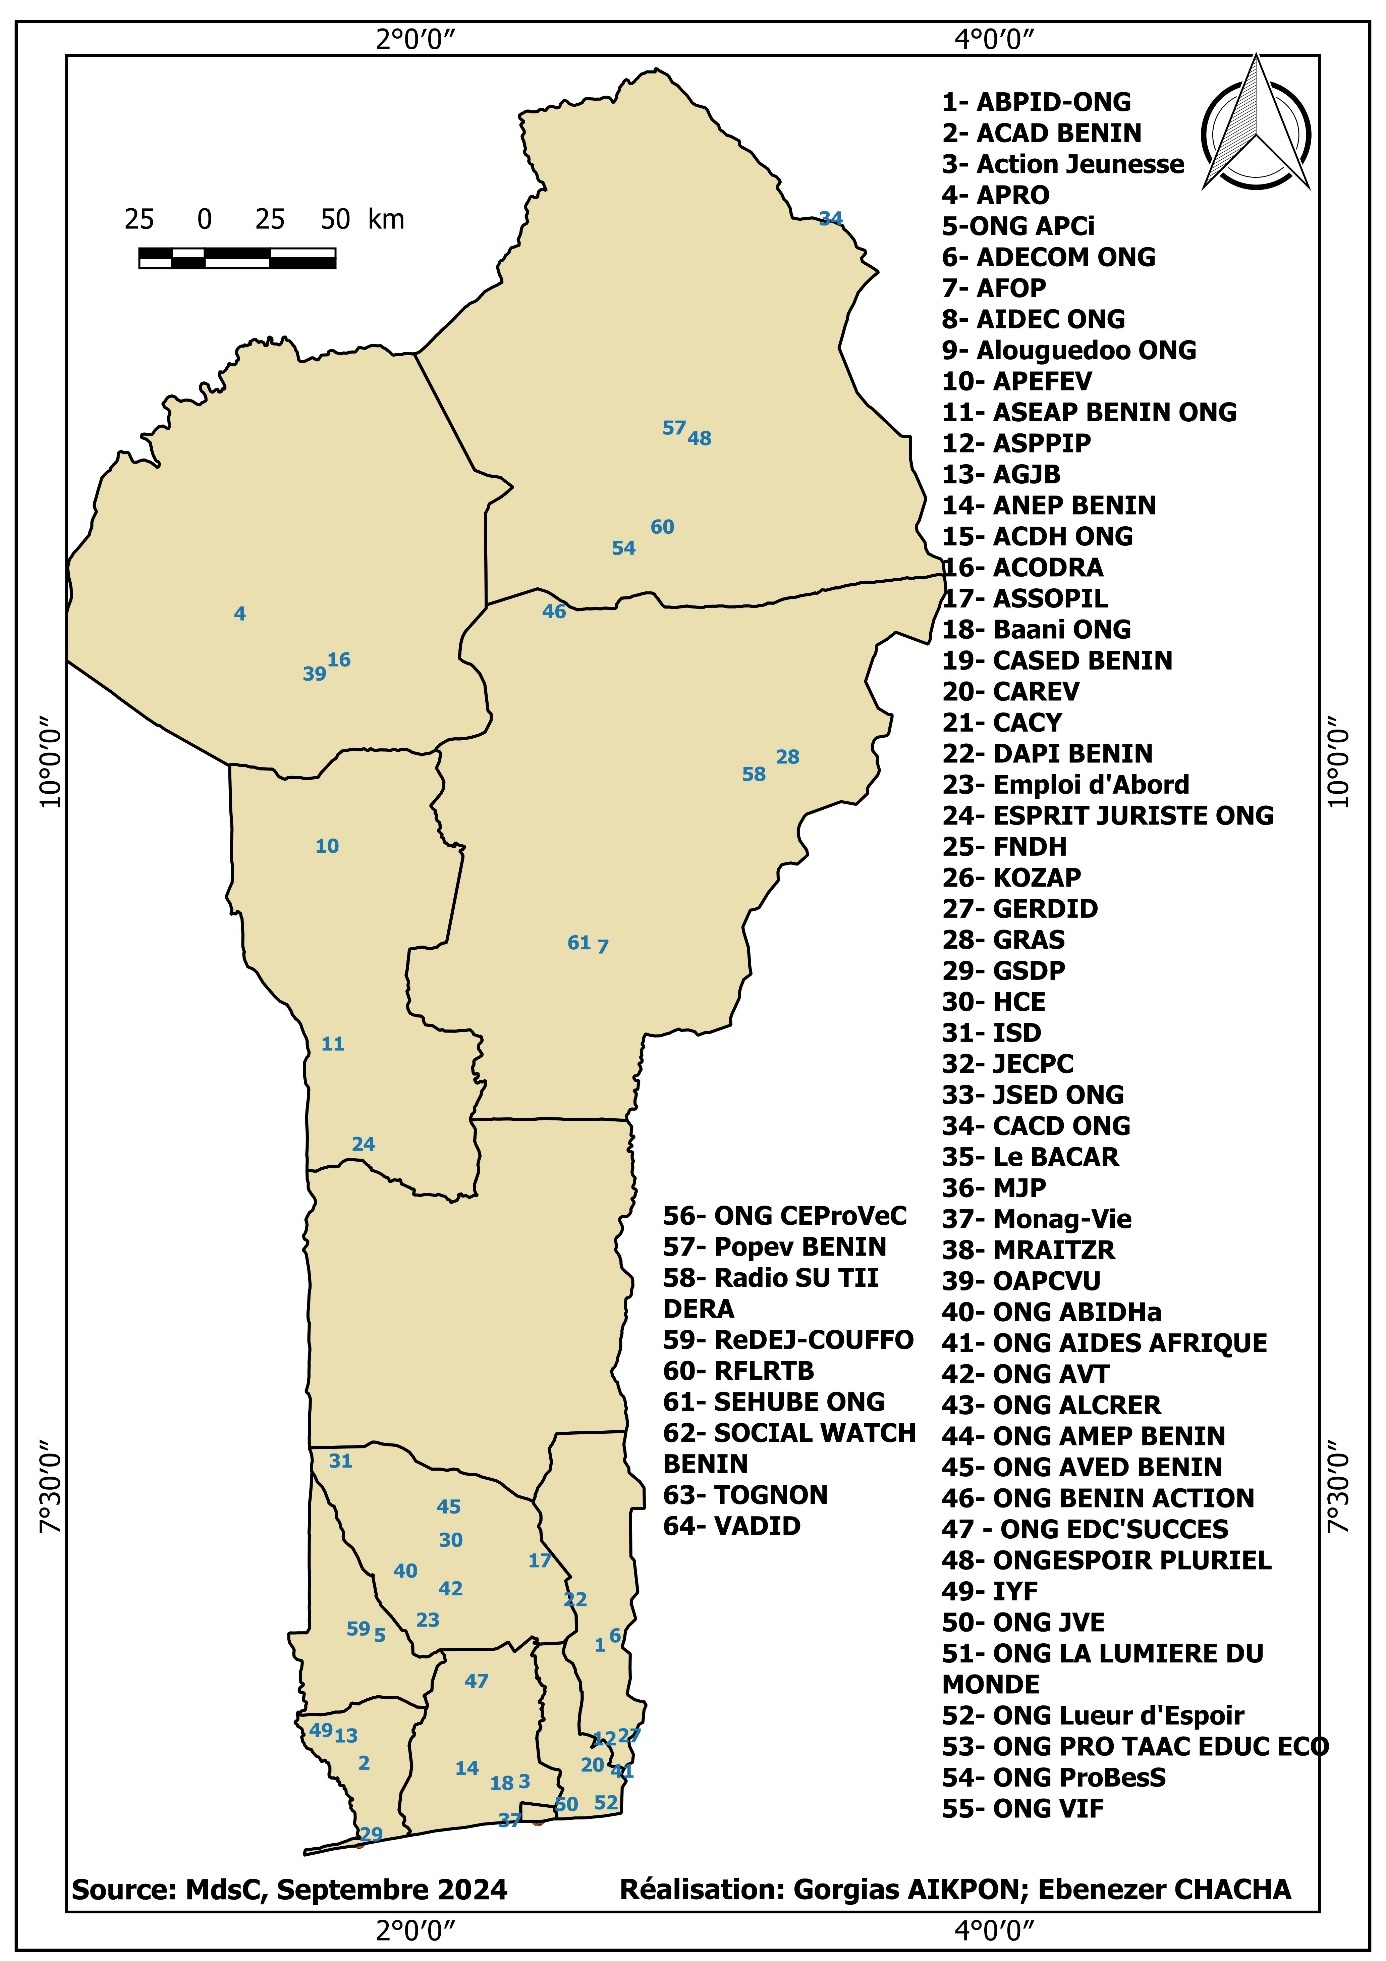 2°0′0″ 4°0′0″
25 0 25 50 km
1- ABPID-ONG
2- ACAD BENIN
3- Action Jeunesse
4- APRO
5-ONG APCi
6- ADECOM ONG
7- AFOP
8- AIDEC ONG
9- Alouguedoo ONG
10- APEFEV
11- ASEAP BENIN ONG
12- ASPPIP
13- AGJB
14- ANEP BENIN
15- ACDH ONG
16- ACODRA
17- ASSOPIL
18- Baani ONG
19- CASED BENIN
20- CAREV
21- CACY
22- DAPI BENIN
23- Emploi d'Abord
24- ESPRIT JURISTE ONG
25- FNDH
26- KOZAP
27- GERDID
28- GRAS
29- GSDP
30- HCE
31- ISD
32- JECPC
33- JSED ONG
34- CACD ONG
35- Le BACAR
36- MJP
37- Monag-Vie
38- MRAITZR
39- OAPCVU
40- ONG ABIDHa
41- ONG AIDES AFRIQUE
42- ONG AVT
43- ONG ALCRER
44- ONG AMEP BENIN
45- ONG AVED BENIN
46- ONG BENIN ACTION
47 - ONG EDC'SUCCES
48- ONGESPOIR PLURIEL
49- IYF
50- ONG JVE
51- ONG LA LUMIERE DU
MONDE
52- ONG Lueur d'Espoir
53- ONG PRO TAAC EDUC ECO
54- ONG ProBesS
55- ONG VIF
56- ONG CEProVeC
57- Popev BENIN
58- Radio SU TII
DERA
59- ReDEJ-COUFFO
60- RFLRTB
61- SEHUBE ONG
62- SOCIAL WATCH
BENIN
63- TOGNON
64- VADID
34
57
48
60
54
46
4
16
39
28
58
10
61 7
11
24
31
45
30
17
40
42
22
23
59 5
6
1
47
49 13
12 27
2
14
20
41
18 3
50 52
37
29
10°0′0″ 10°0′0″
7°30′0″ 7°30′0″
Source: MdsC, Septembre 2024 Réalisation: Gorgias AIKPON; Ebenezer CHACHA
2°0′0″ 4°0′0″